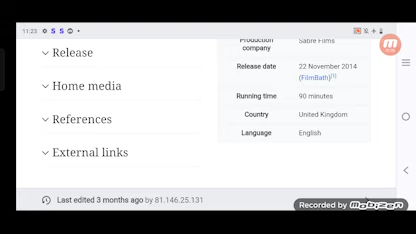 11:23
Release
Home media
References
External links
Production company
Sabre Films
Release date
22 November 2014 (FilmBath)[1]
Running time
90 minutes
Country
United Kingdom
Language
English
Last edited 3 months ago by 81.146.25.131
Recorded by Mobizen